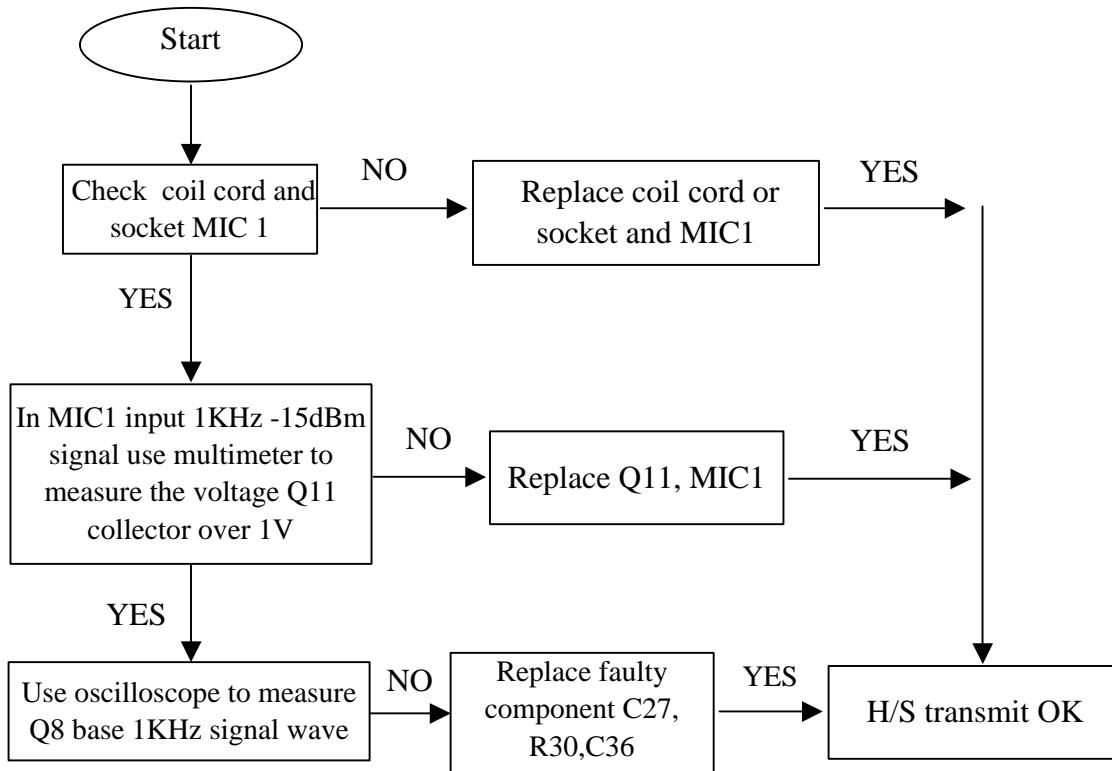 Start
Check  coil cord and
socket MIC 1
NO
Replace coil cord or
socket and MIC1
YES
YES
In MIC1 input 1KHz -15dBm
signal use multimeter to
measure the voltage Q11
collector over 1V
NO
Replace Q11, MIC1
YES
YES
Use oscilloscope to measure
Q8 base 1KHz signal wave
NO
Replace faulty
component C27,
R30,C36
YES
H/S transmit OK